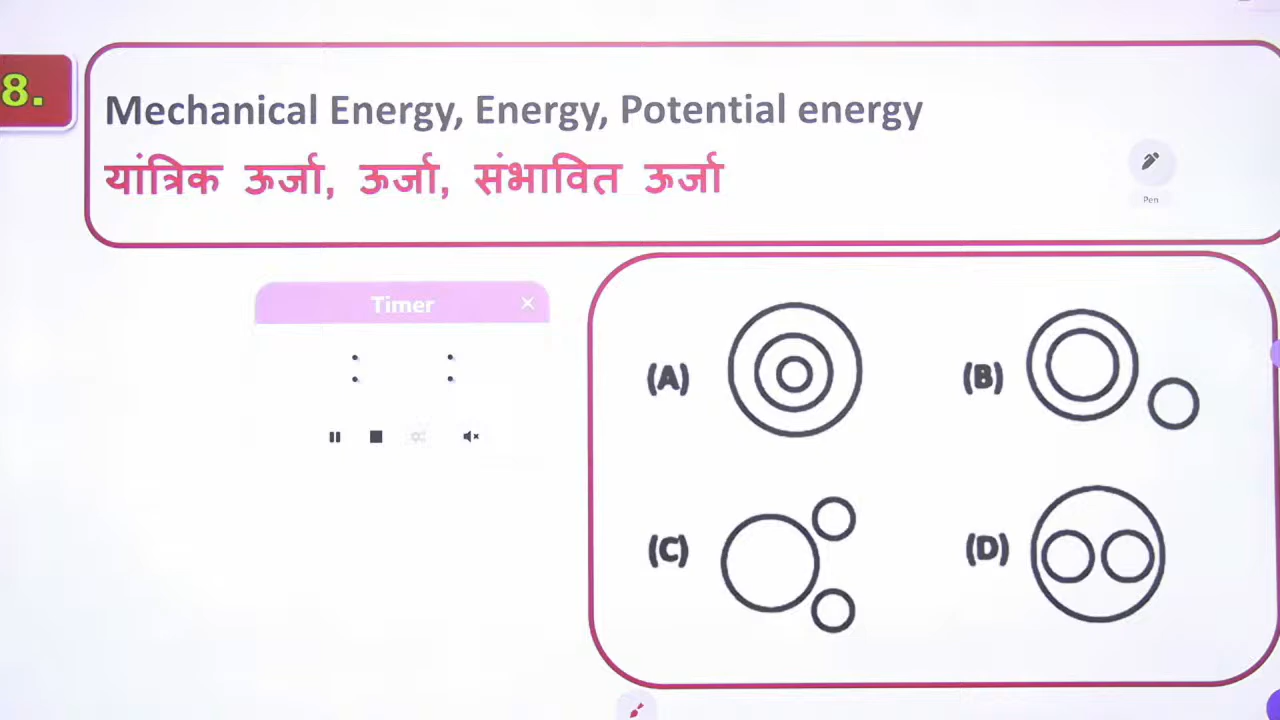 8.
Mechanical Energy, Energy, Potential energy
यांत्रिक ऊर्जा, ऊर्जा, संभावित ऊर्जा
Pen
Timer
: :
(A)
(B)
(C)
(D)